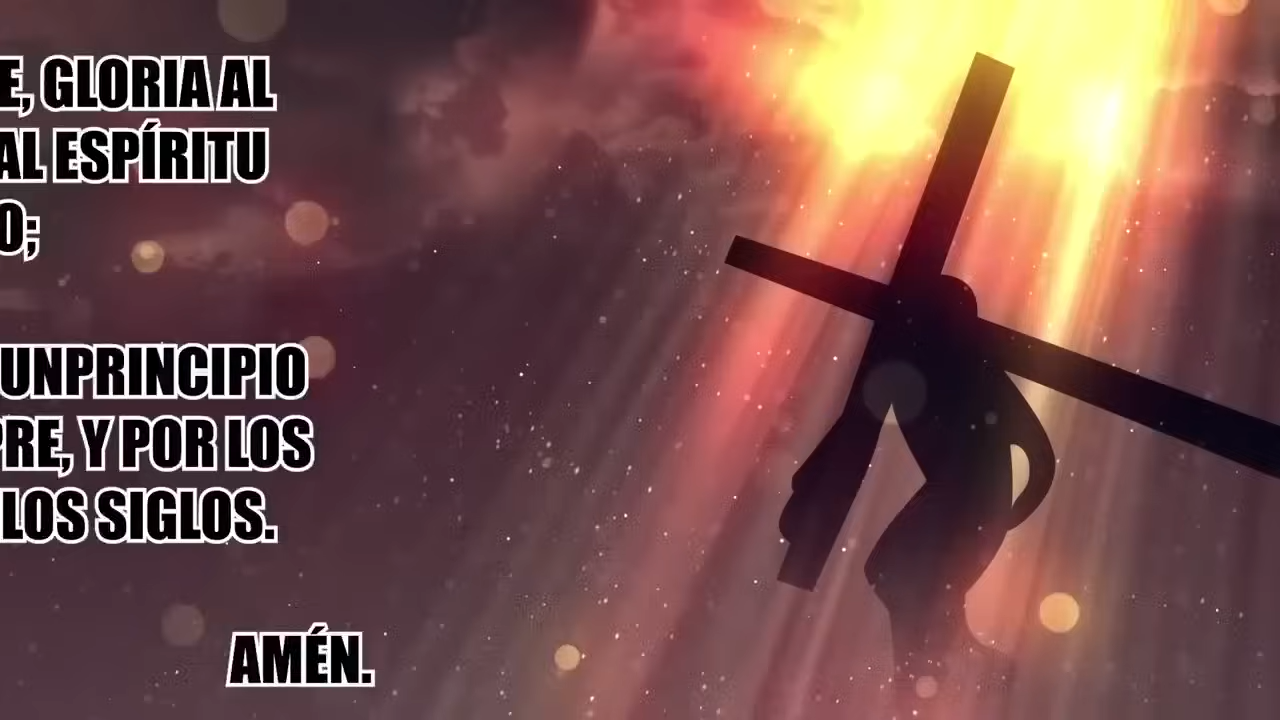 E, GLORIA AL
AL ESPÍRITU
O;
UNPRINCIPIO
PRE, Y POR LOS
LOS SIGLOS.
AMÉN.